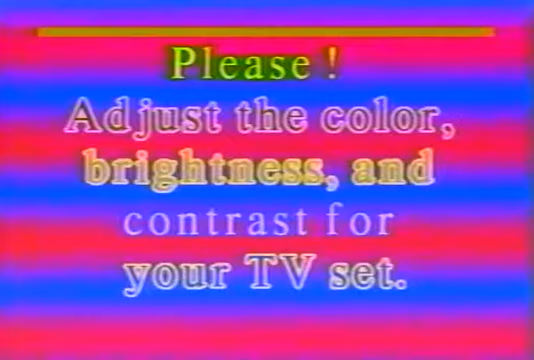 Please !
Adjust the color,
brightness, and
contrast for
your TV set.